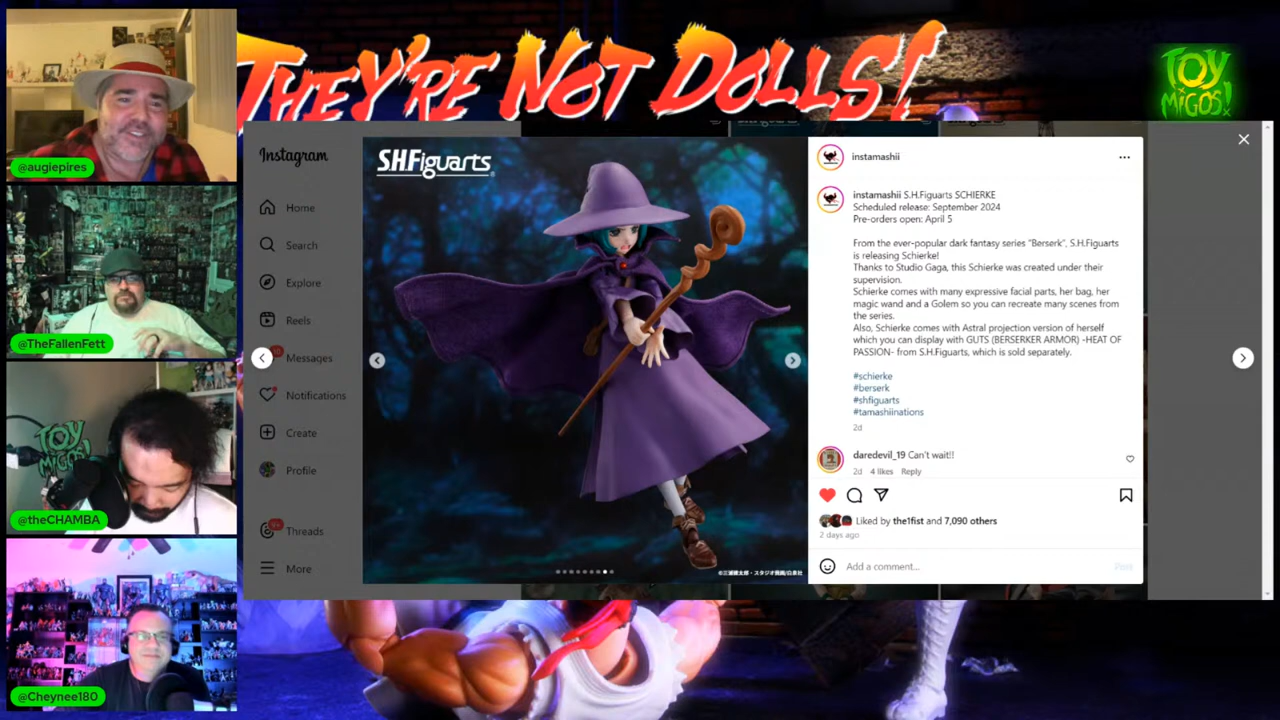 THEY'RE NOT DOLLS!
TOY
MIGOS!
@augiepires
@TheFallenFett
TOY
MIGOS!
@theCHAMBA
@Cheynee180
Instagram
Home
Search
Explore
Reels
Messages
Notifications
Create
Profile
Threads
More
S.H.Figuarts
instamashii
instamashii S.H.Figuarts SCHIERKE
Scheduled release: September 2024
Pre-orders open: April 5
From the ever-popular dark fantasy series "Berserk", S.H.Figuarts
is releasing Schierke!
Thanks to Studio Gaga, this Schierke was created under their
supervision.
Schierke comes with many expressive facial parts, her bag, her
magic wand and a Golem so you can recreate many scenes from
the series.
Also, Schierke comes with Astral projection version of herself
which you can display with GUTS (BERSERKER ARMOR) -HEAT OF
PASSION- from S.H.Figuarts, which is sold separately.
#schierke
#berserk
#shfiguarts
#tamashiinations
2d
daredevil_19 Can't wait!!
2d 4 likes Reply
Liked by the1fist and 7,090 others
2 days ago
Add a comment...
Post